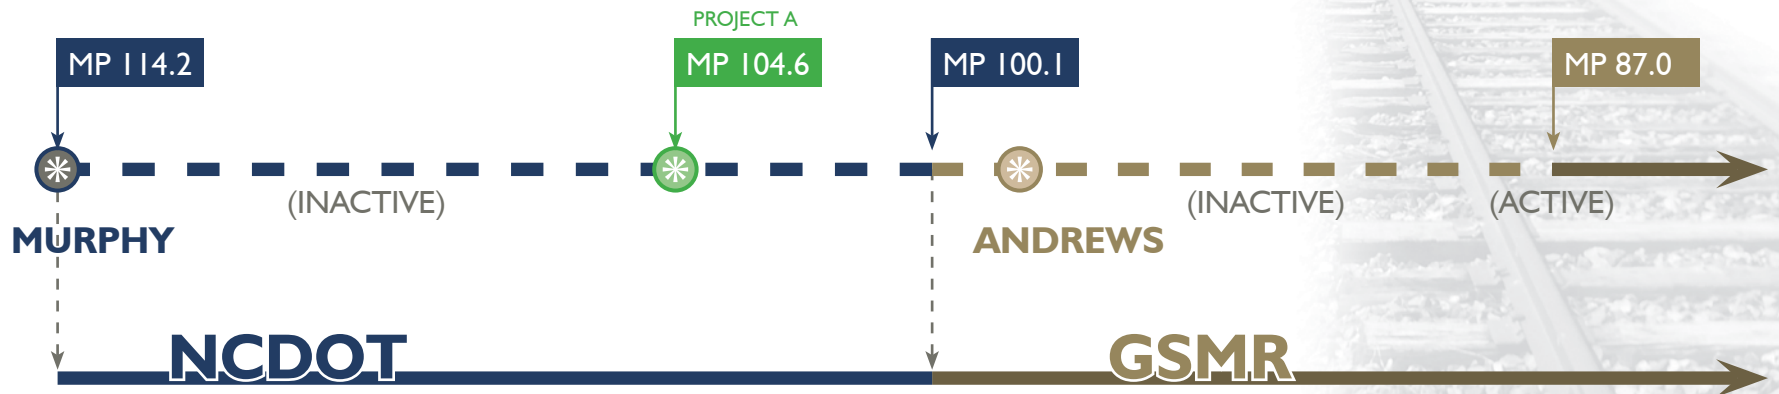 PROJECT A
MP 114.2
MP 104.6
MP 100.1
MP 87.0
(INACTIVE)
(INACTIVE)
(ACTIVE)
MURPHY
ANDREWS
NCDOT
GSMR